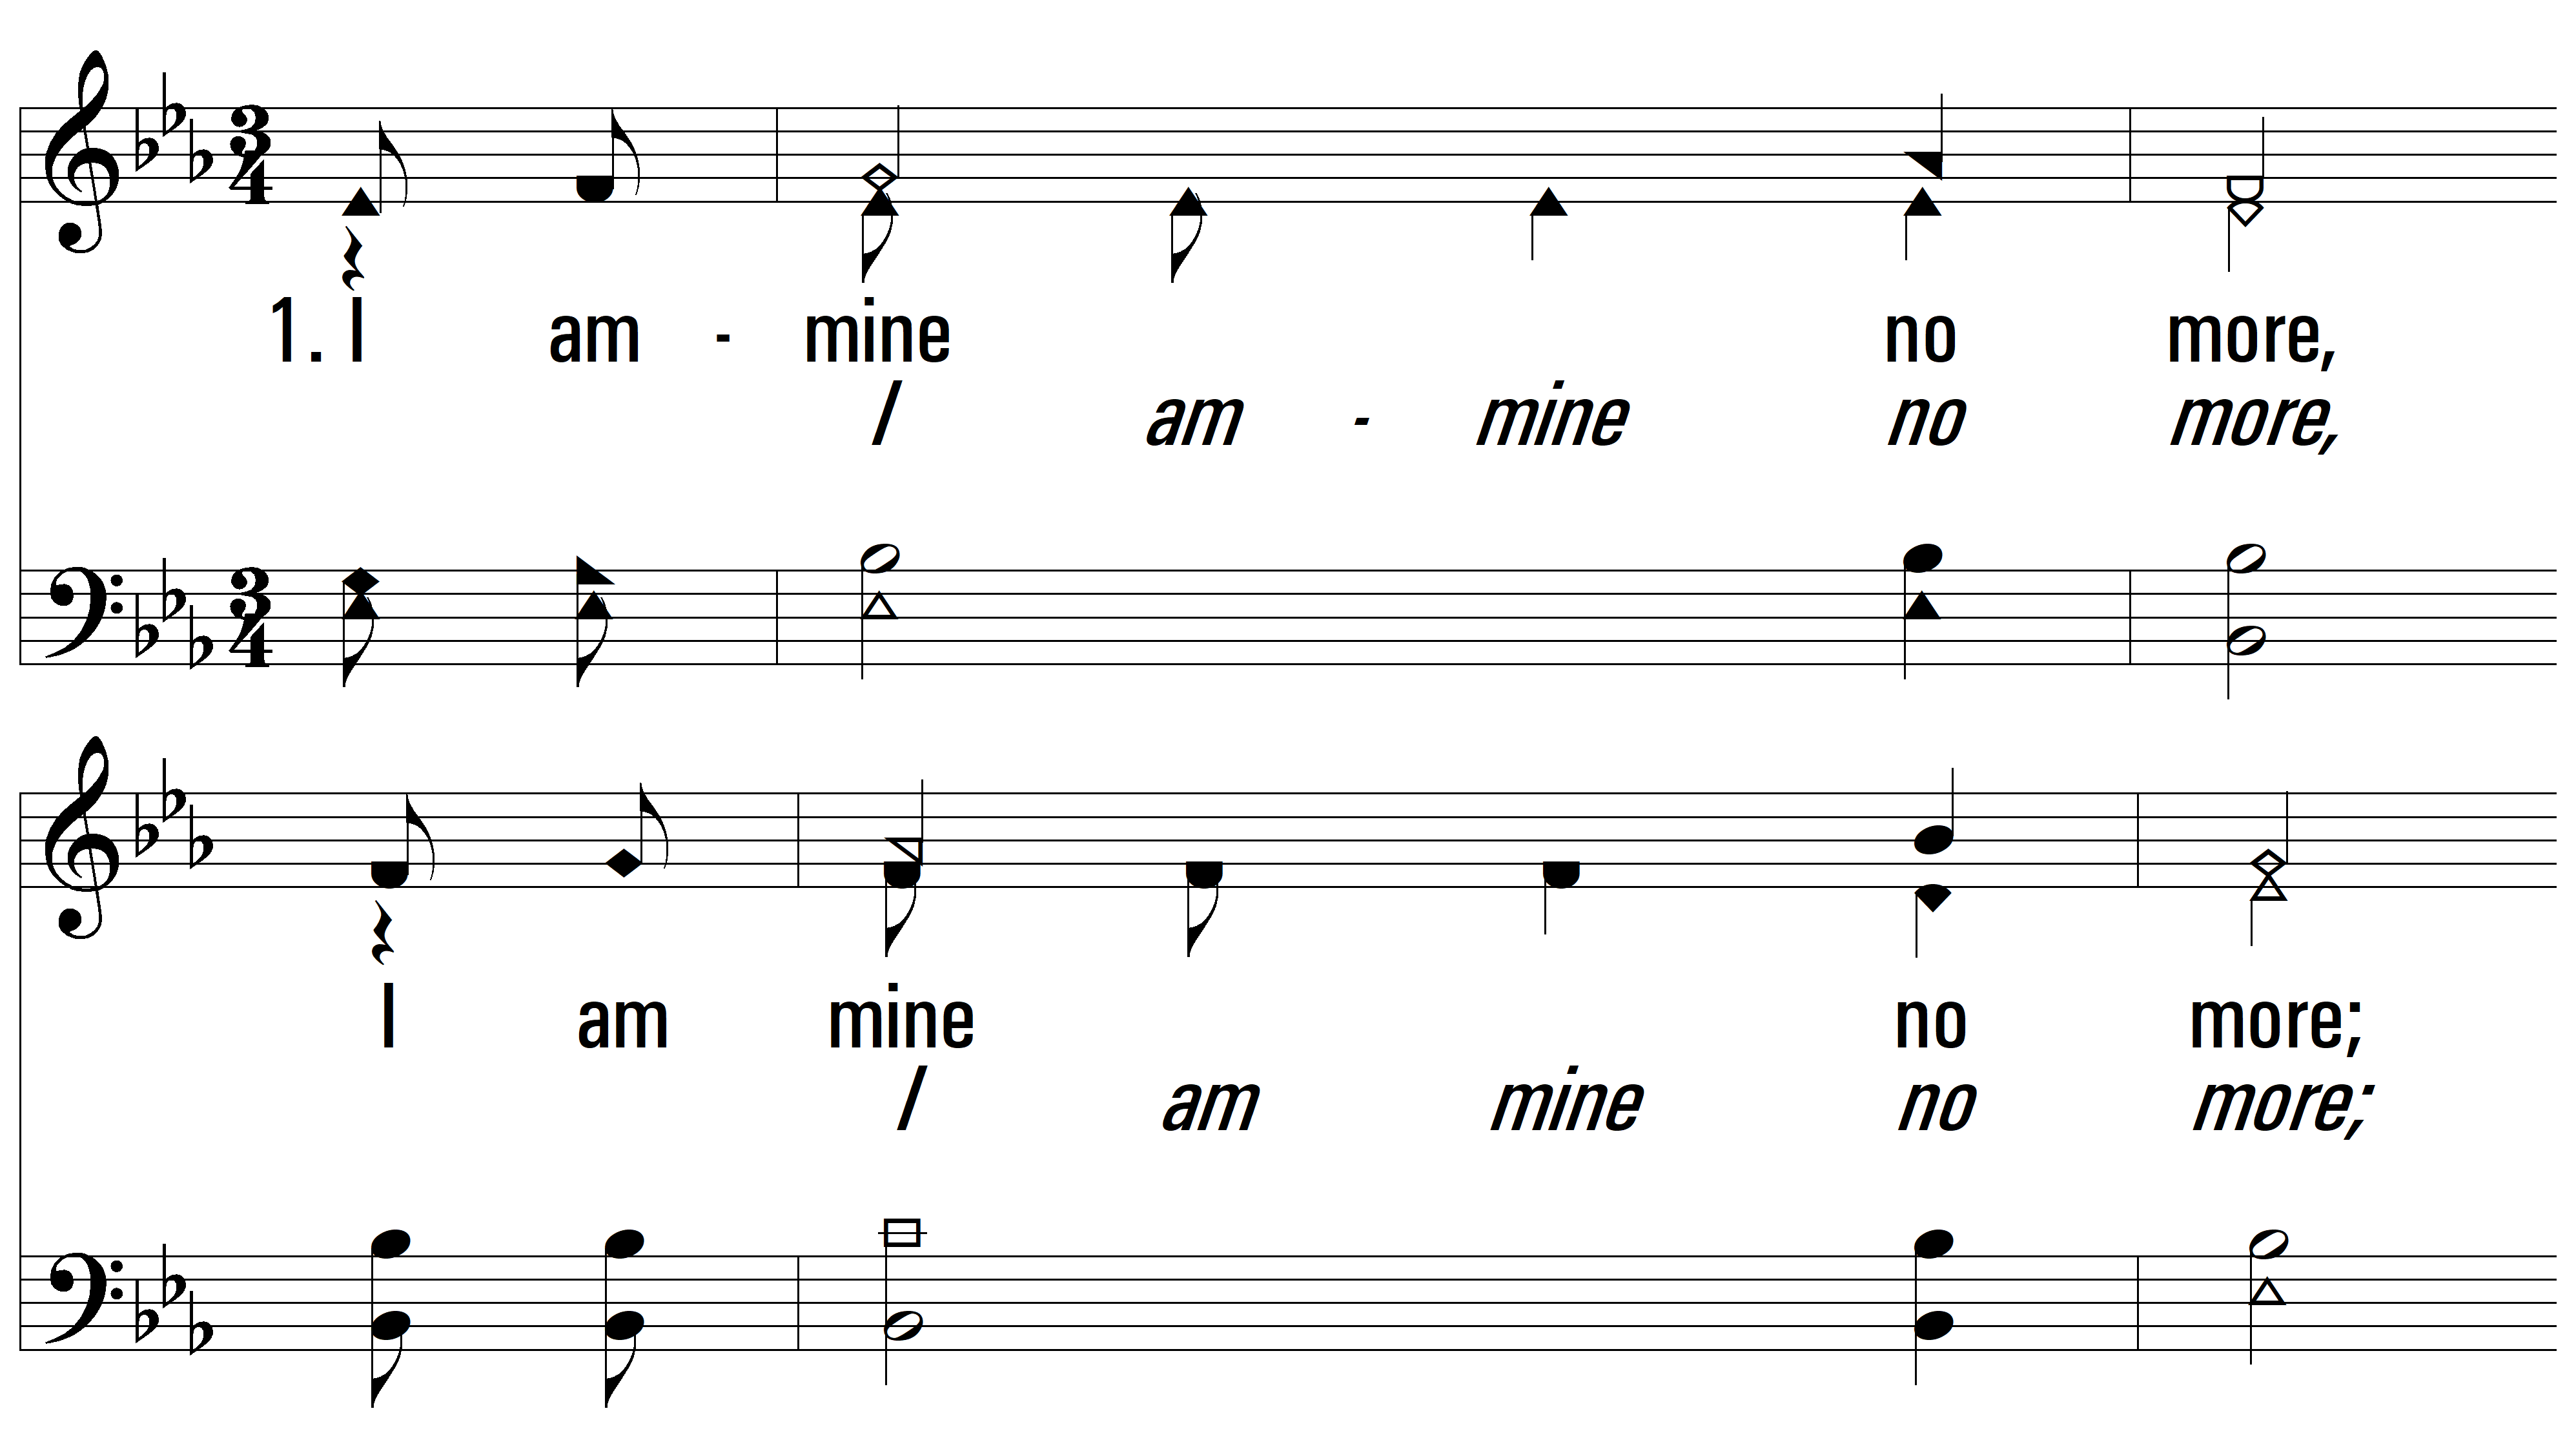 1. I am - mine no more,
I am - mine no more,
I am mine no more;
I am mine no more;